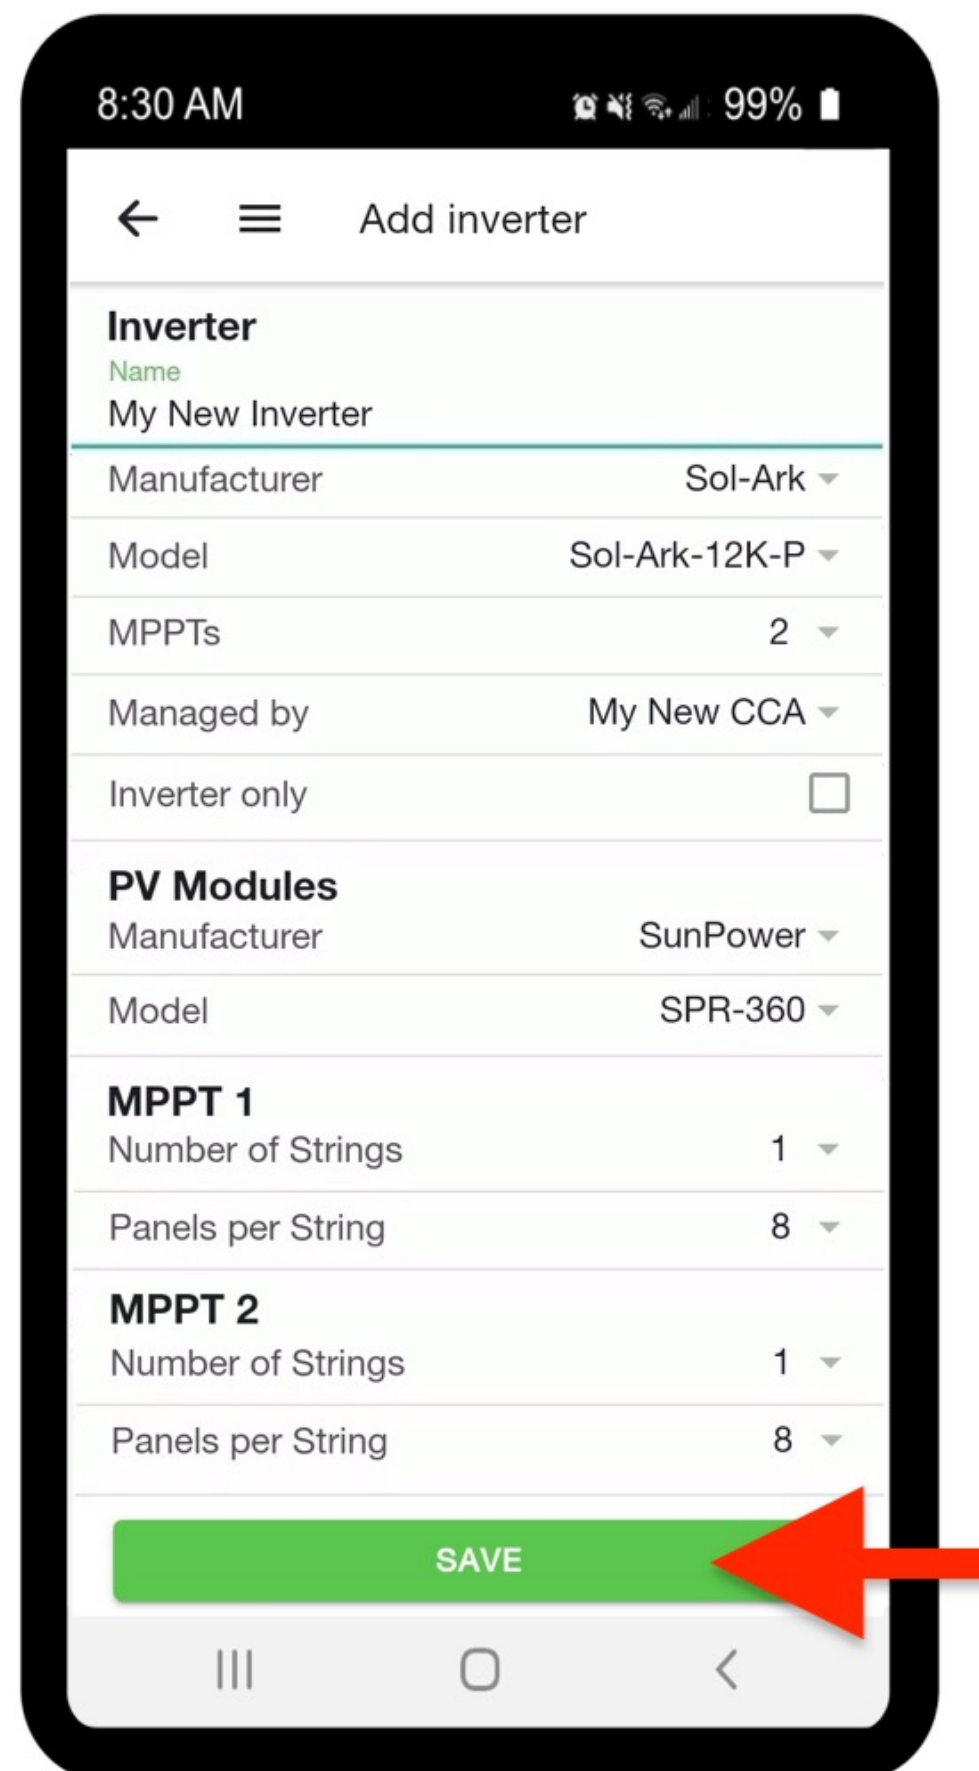 8:30 AM 99%
Add inverter
Inverter
Name
My New Inverter
Manufacturer Sol-Ark
Model Sol-Ark-12K-P
MPPTs 2
Managed by My New CCA
Inverter only
PV Modules
Manufacturer SunPower
Model SPR-360
MPPT 1
Number of Strings 1
Panels per String 8
MPPT 2
Number of Strings 1
Panels per String 8
SAVE